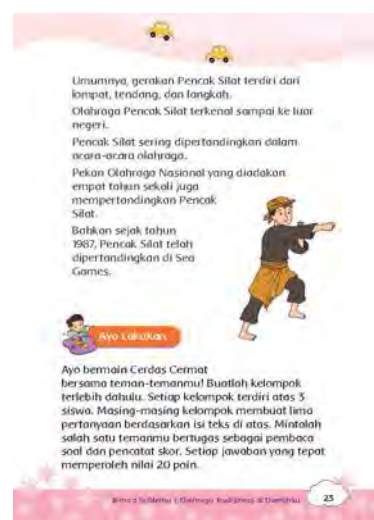 Umumnya, gerakan Pencak Silat terdiri dari
lompat, tendang, dan langkah.
Olahraga Pencak Silat terkenal sampai ke luar
negeri.
Pencak Silat sering dipertandingkan dalam
acara-acara olahraga.
Pekan Olahraga Nasional yang diadakan
empat tahun sekali juga
mempertandingkan Pencak
Silat.
Bahkan sejak tahun
1987, Pencak Silat telah
dipertandingkan di Sea
Games.
Ayo Lakukan
Ayo bermain Cerdas Cermat
bersama teman-temanmu! Buatlah kelompok
terlebih dahulu. Setiap kelompok terdiri atas 3
siswa. Masing-masing kelompok membuat lima
pertanyaan berdasarkan isi teks di atas. Mintalah
salah satu temanmu bertugas sebagai pembaca
soal dan pencatat skor. Setiap jawaban yang tepat
memperoleh nilai 20 poin.
Olahraga Tradisional di Daerahku
23